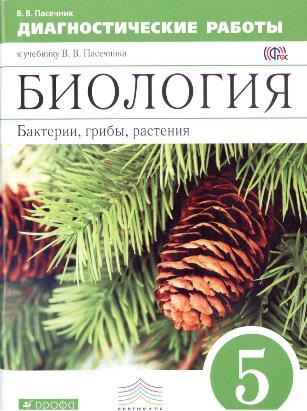 В. В. Пасечник
ДИАГНОСТИЧЕСКИЕ РАБОТЫ
к учебнику В. В. Пасечника
ФГОС
БИОЛОГИЯ
Бактерии, грибы, растения
5
ДРОФА
ВЕРТИКАЛЬ